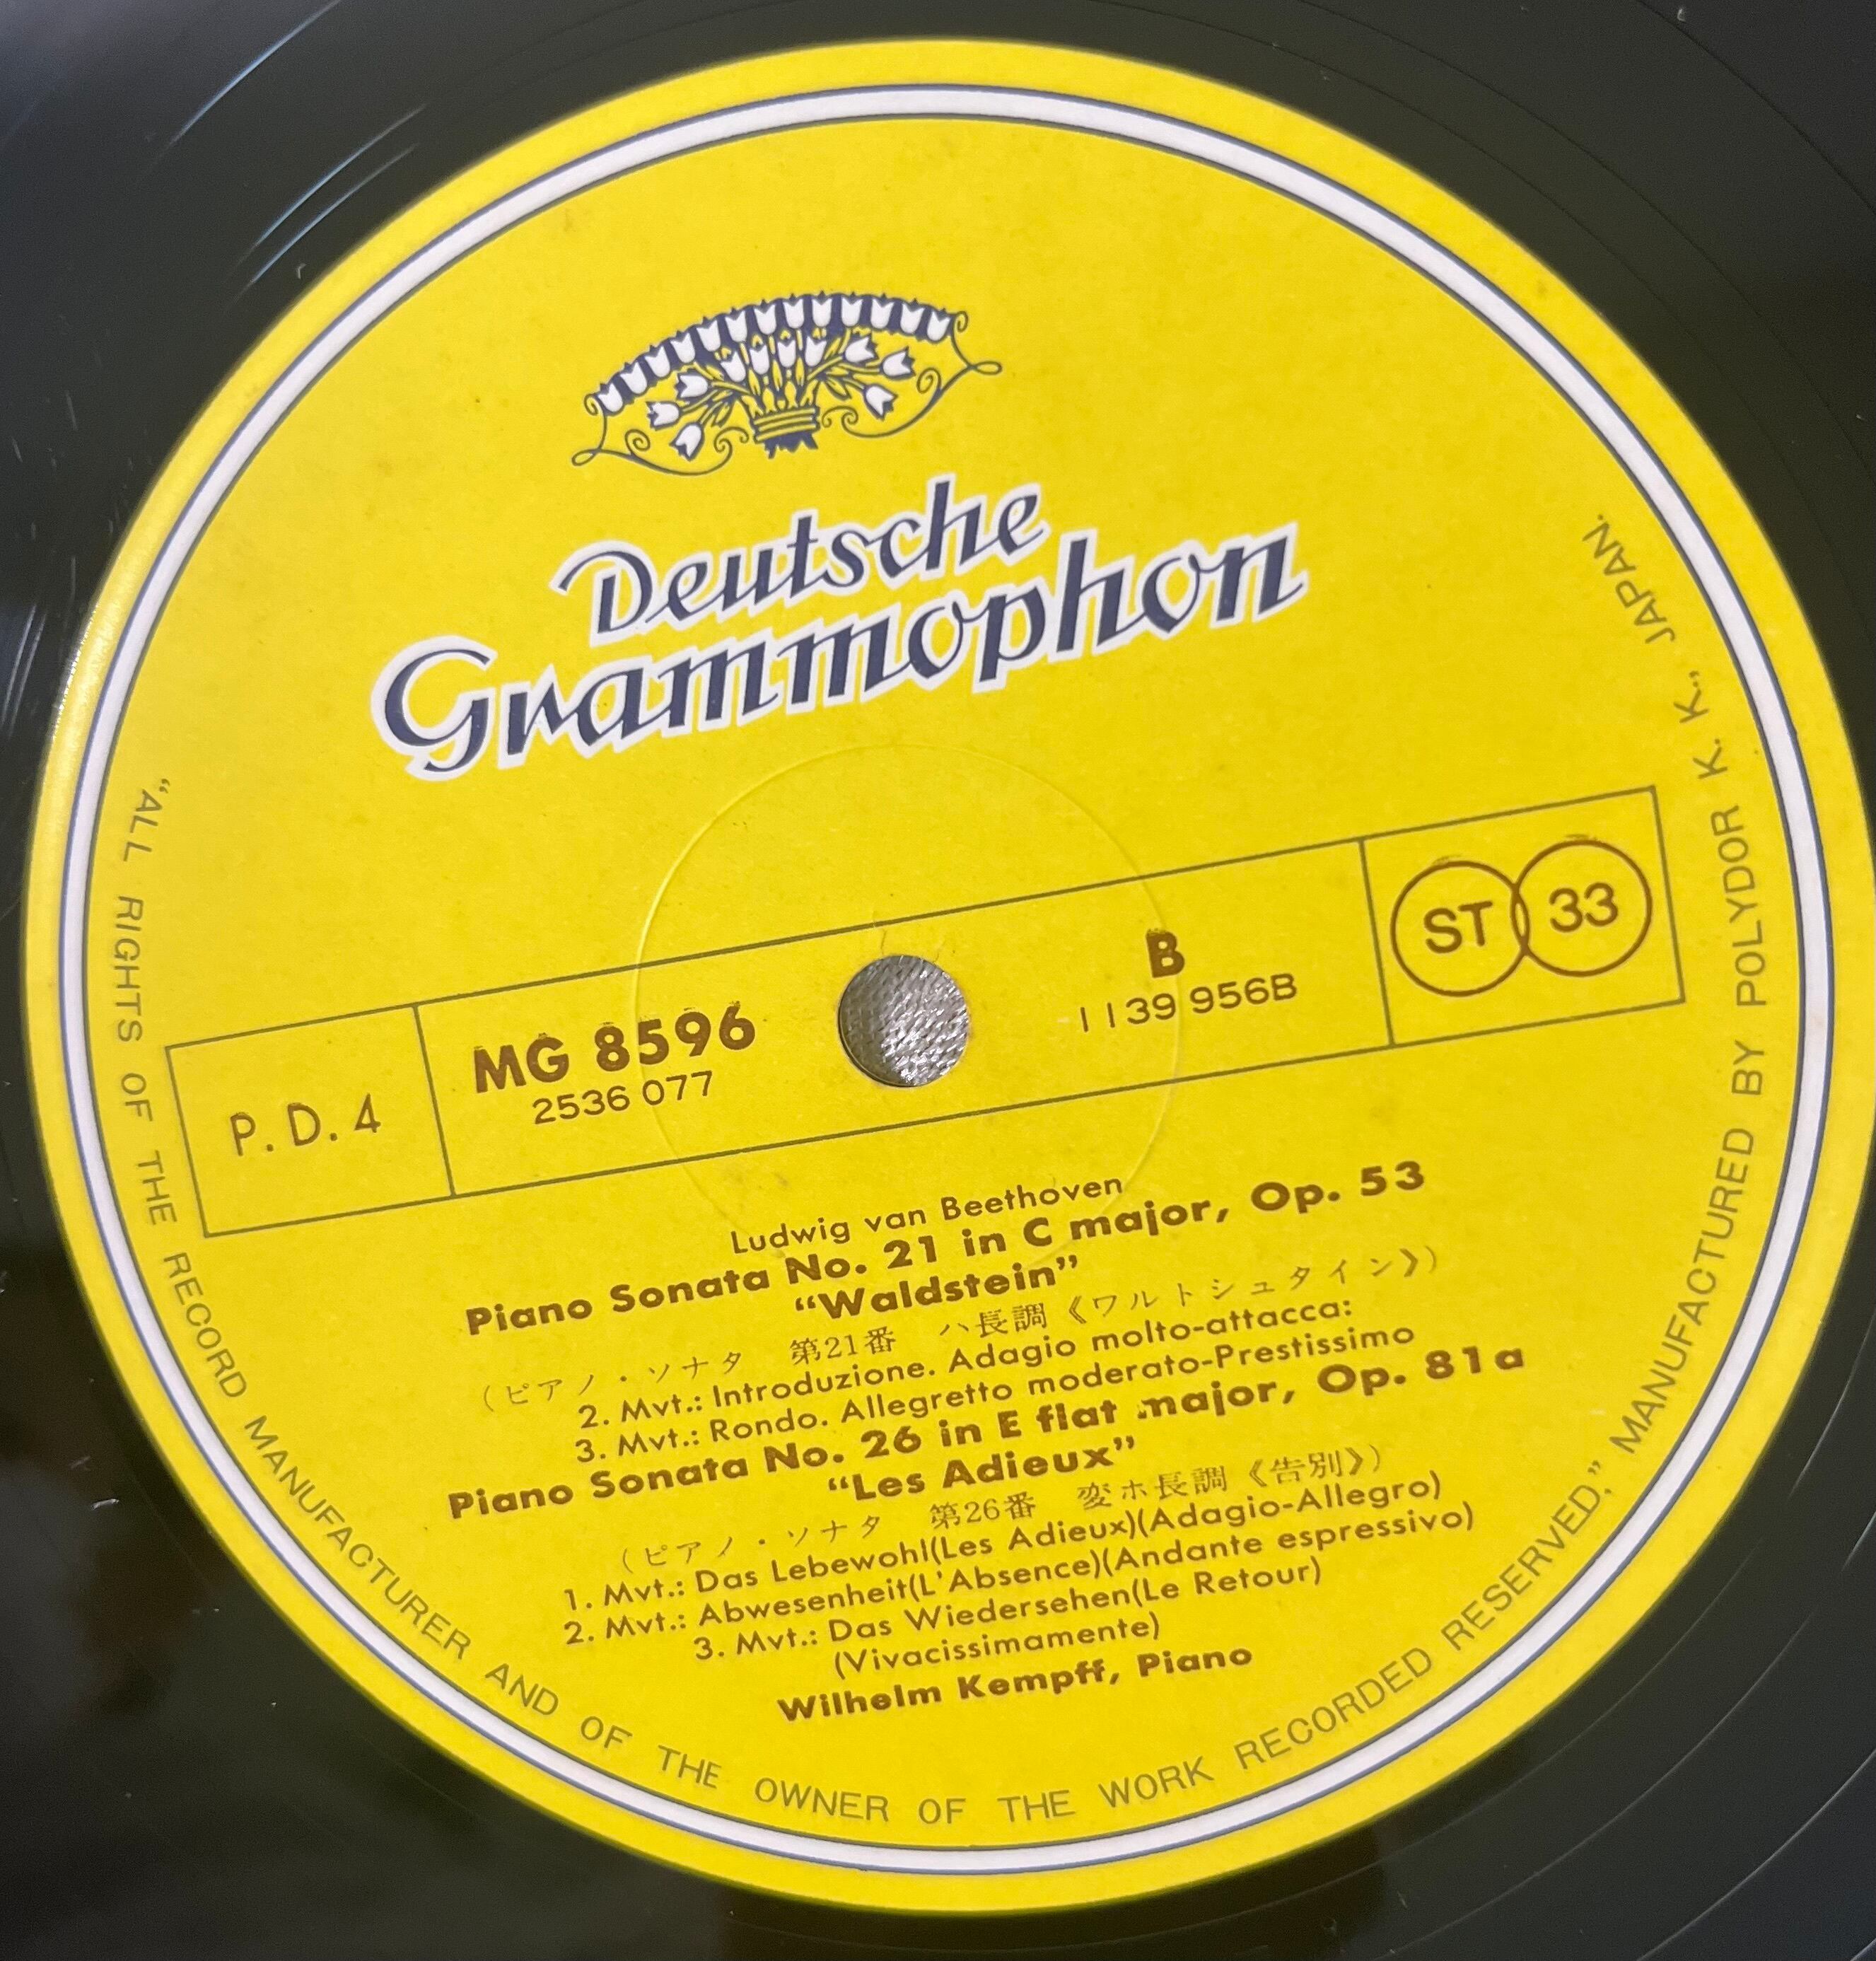 Deutsche
Grammophon
P. D. 4
MG 8596
2536 077
B
1139 956B
ST 33
Ludwig van Beethoven
Piano Sonata No. 21 in C major, Op. 53
“Waldstein”
（ピアノ・ソナタ　第21番　ハ長調《ワルトシュタイン》）
2. Mvt.: Introduzione. Adagio molto-attacca:
3. Mvt.: Rondo. Allegretto moderato-Prestissimo
Piano Sonata No. 26 in E flat major, Op. 81a
“Les Adieux”
（ピアノ・ソナタ　第26番　変ホ長調《告別》）
1. Mvt.: Das Lebewohl(Les Adieux)(Adagio-Allegro)
2. Mvt.: Abwesenheit(L'Absence)(Andante espressivo)
3. Mvt.: Das Wiedersehen(Le Retour)
(Vivacissimamente)
Wilhelm Kempff, Piano
“ALL RIGHTS OF THE RECORD MANUFACTURER AND OF THE OWNER OF THE WORK RECORDED RESERVED.” MANUFACTURED BY POLYDOR K. K., JAPAN.